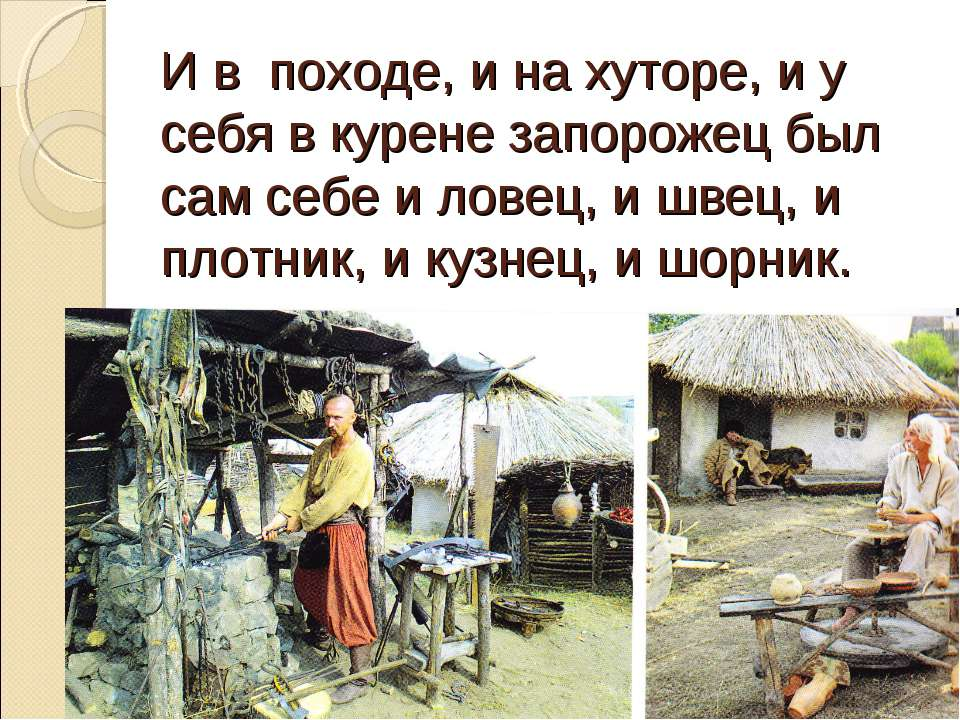 И в  походе, и на хуторе, и у
себя в курене запорожец был
сам себе и ловец, и швец, и
плотник, и кузнец, и шорник.